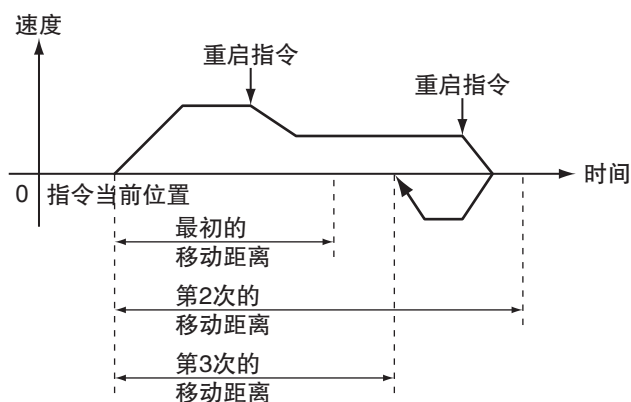 速度
重启指令
重启指令
时间
0 指令当前位置
最初的
移动距离
第2次的
移动距离
第3次的
移动距离